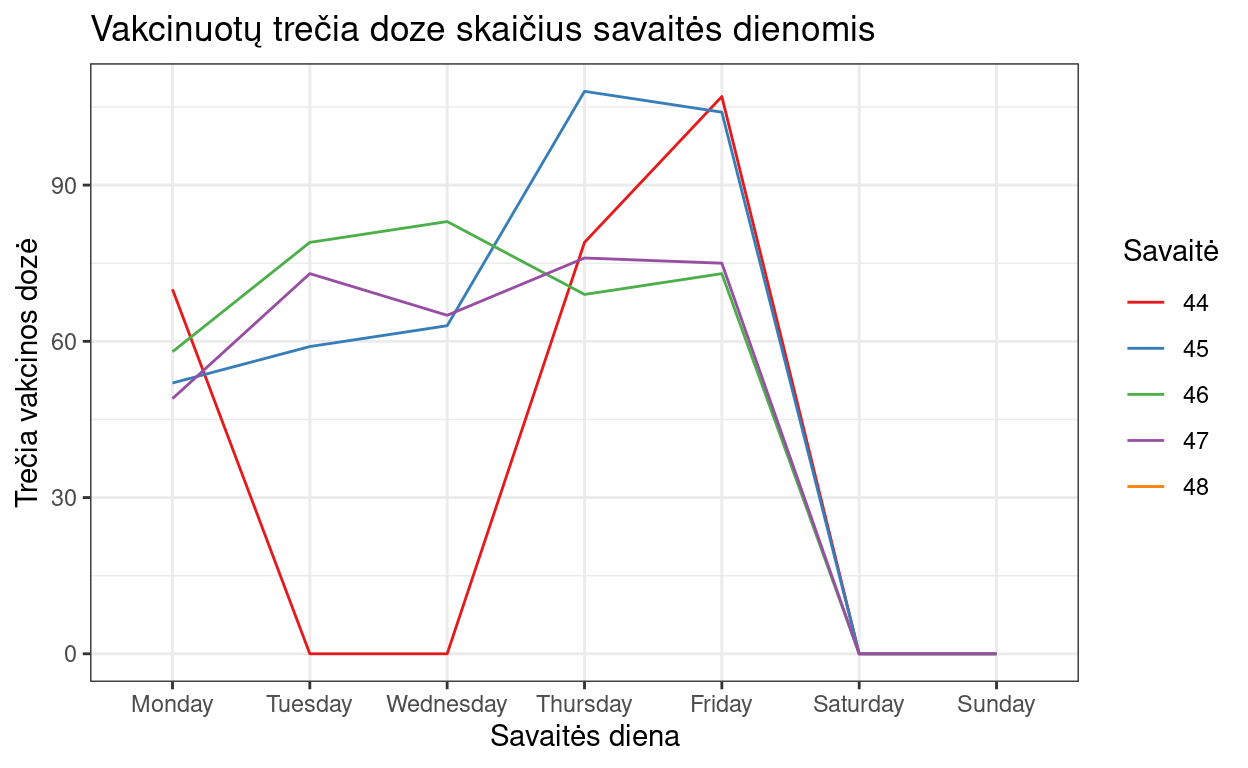 Vakcinuotų trečia doze skaičius savaitės dienomis
Trečia vakcinos dozė
90
60
30
0
Monday Tuesday Wednesday Thursday Friday Saturday Sunday
Savaitės diena
Savaitė
44
45
46
47
48